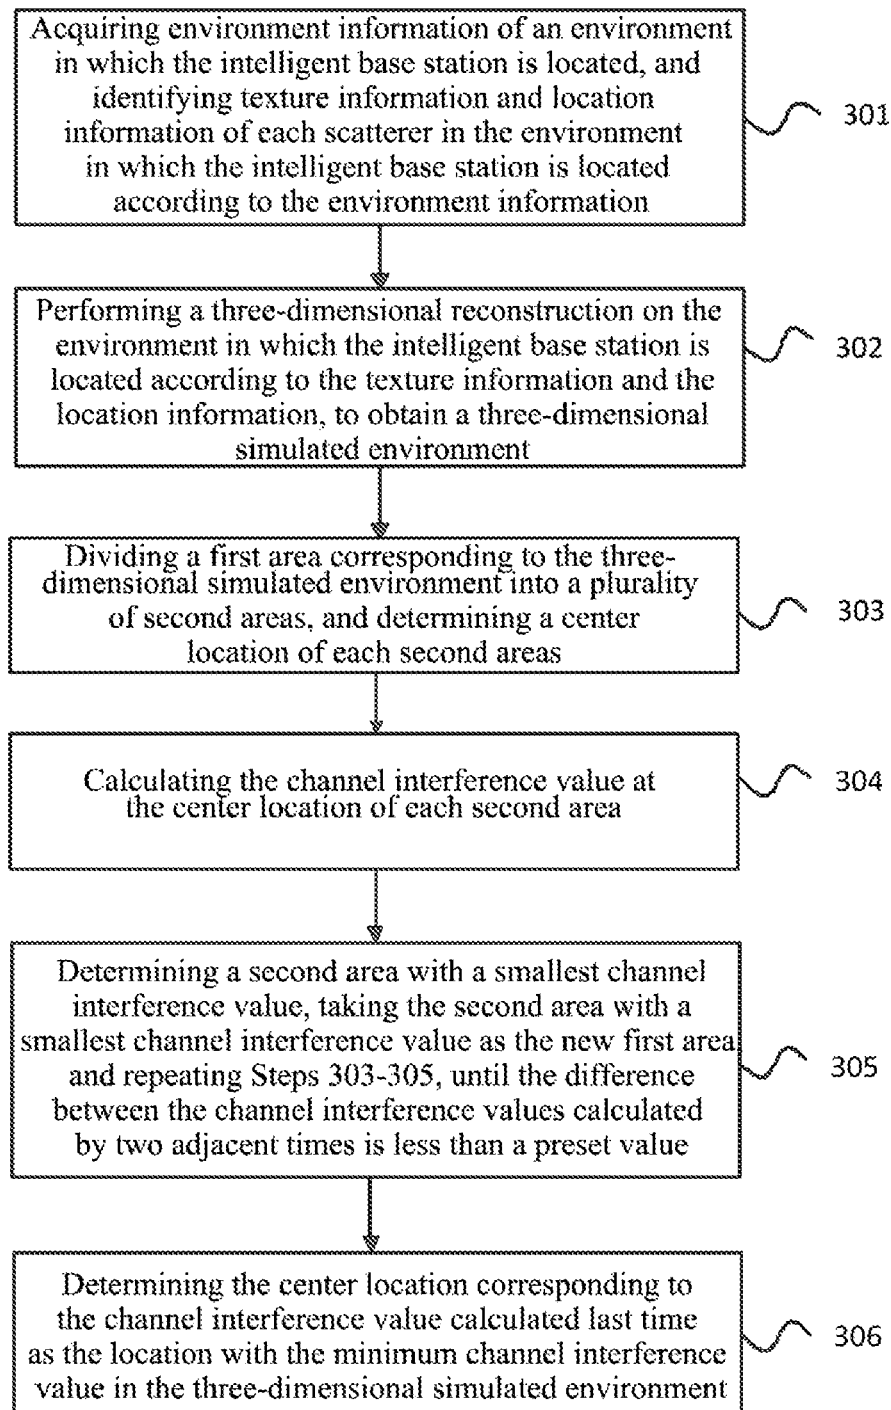 Acquiring environment information of an environment
in which the intelligent base station is located, and
identifying texture information and location
information of each scatterer in the environment
in which the intelligent base station is located
according to the environment information
301
Performing a three-dimensional reconstruction on the
environment in which the intelligent base station is
located according to the texture information and the
location information, to obtain a three-dimensional
simulated environment
302
Dividing a first area corresponding to the three-
dimensional simulated environment into a plurality
of second areas, and determining a center
location of each second areas
303
Calculating the channel interference value at
the center location of each second area
304
Determining a second area with a smallest channel
interference value, taking the second area with a
smallest channel interference value as the new first area
and repeating Steps 303-305, until the difference
between the channel interference values calculated
by two adjacent times is less than a preset value
305
Determining the center location corresponding to
the channel interference value calculated last time
as the location with the minimum channel interference
value in the three-dimensional simulated environment
306